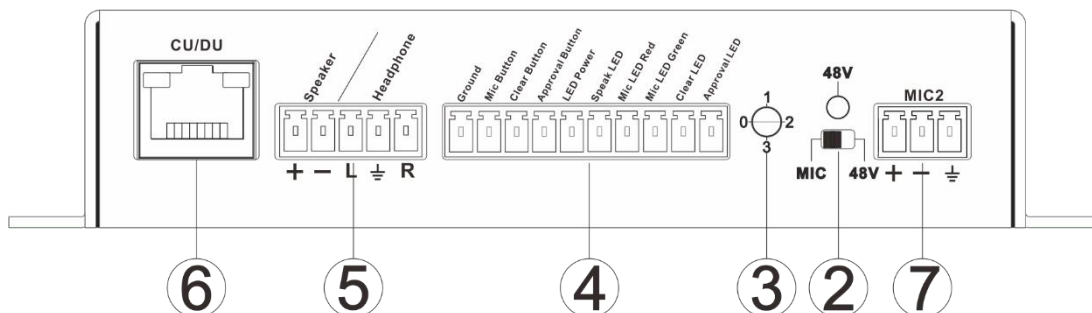 CU/DU
Speaker
Headphone
+ − L ⏚ R
Ground
Mic Button
Clear Button
Approval Button
LED Power
Speak LED
Mic LED Red
Mic LED Green
Clear LED
Approval LED
1
0 2
3
48V
MIC 48V
MIC2
+ − ⏚
6 5 4 3 2 7